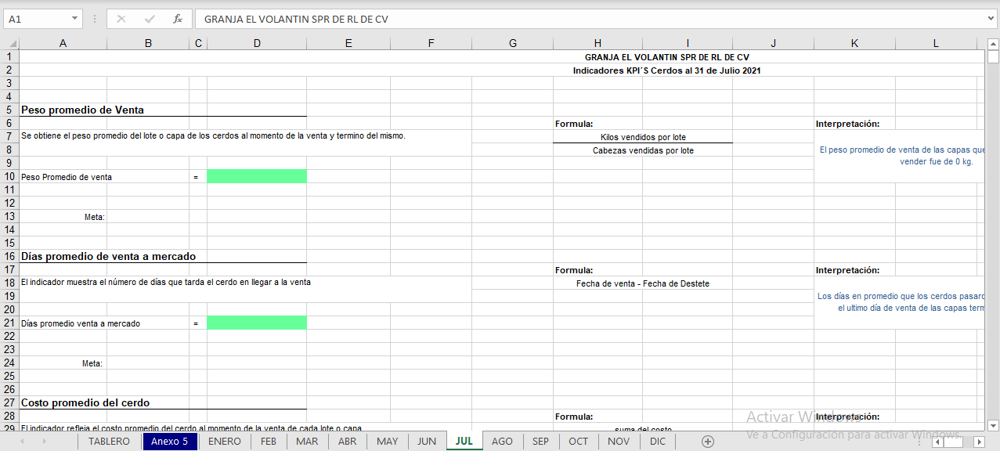 A1
fx
GRANJA EL VOLANTIN SPR DE RL DE CV
A B C D E F G H I J K L
1 GRANJA EL VOLANTIN SPR DE RL DE CV
2 Indicadores KPI´S Cerdos al 31 de Julio 2021
3
4
5 Peso promedio de Venta
6 Formula: Interpretación:
7 Se obtiene el peso promedio del lote o capa de los cerdos al momento de la venta y termino del mismo. Kilos vendidos por lote
8 Cabezas vendidas por lote El peso promedio de venta de las capas que
9 vender fue de 0 kg.
10 Peso Promedio de venta =
11
12
13 Meta:
14
15
16 Días promedio de venta a mercado
17 Formula: Interpretación:
18 El indicador muestra el número de días que tarda el cerdo en llegar a la venta Fecha de venta - Fecha de Destete
19 Los días en promedio que los cerdos pasaro
20 el ultimo día de venta de las capas term
21 Días promedio venta a mercado =
22
23
24 Meta:
25
26
27 Costo promedio del cerdo
28 Formula: Interpretación:
29 El indicador refleja el costo promedio del cerdo al momento de la venta de cada lote o capa suma del costo
Activar Windows
Ve a Configuración para activar Windows.
TABLERO Anexo 5 ENERO FEB MAR ABR MAY JUN JUL AGO SEP OCT NOV DIC